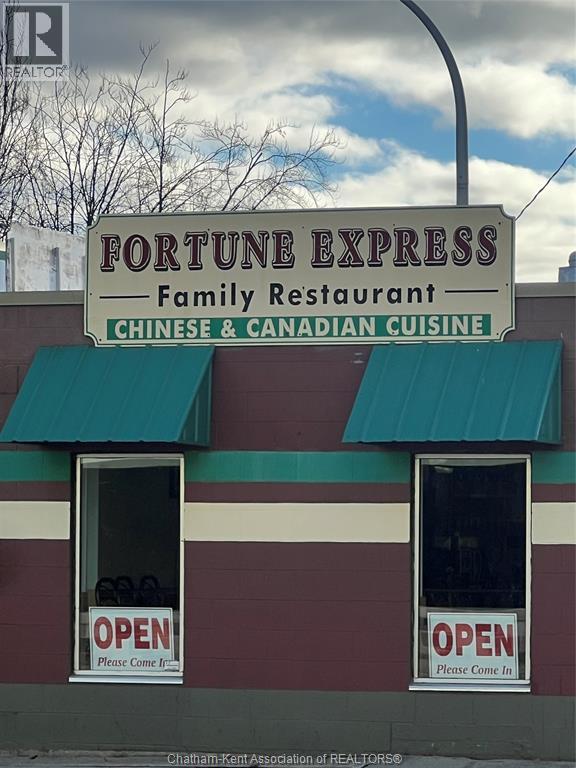 R
REALTOR®
FORTUNE EXPRESS
Family Restaurant
CHINESE & CANADIAN CUISINE
OPEN
Please Come In
OPEN
Please Come In
Chatham-Kent Association of REALTORS®